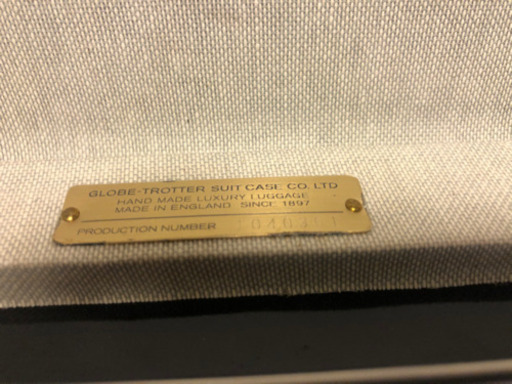 GLOBE-TROTTER SUIT CASE CO. LTD
HAND MADE LUXURY LUGGAGE
MADE IN ENGLAND SINCE 1897
PRODUCTION NUMBER